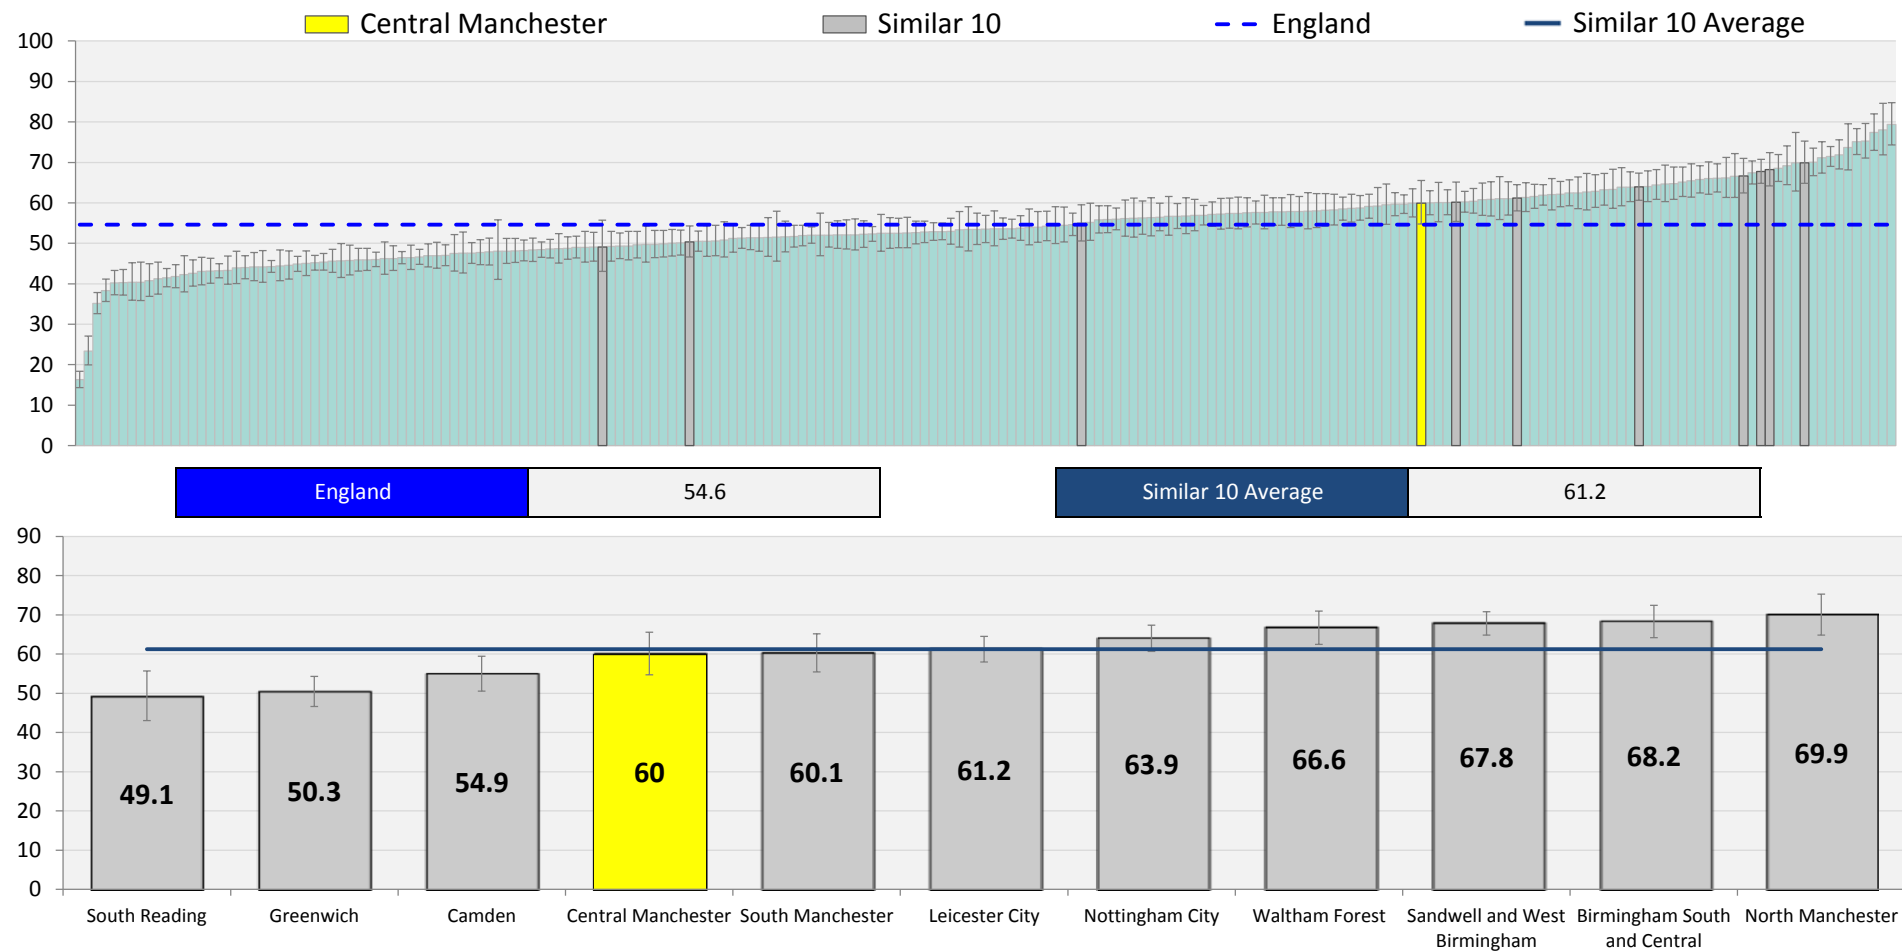 Central Manchester
Similar 10
England
Similar 10 Average
100
90
80
70
60
50
40
30
20
10
0
England 54.6
Similar 10 Average 61.2
90
80
70
60
50
40
30
20
10
0
49.1
50.3
54.9
60
60.1
61.2
63.9
66.6
67.8
68.2
69.9
South Reading
Greenwich
Camden
Central Manchester
South Manchester
Leicester City
Nottingham City
Waltham Forest
Sandwell and West
Birmingham
Birmingham South
and Central
North Manchester